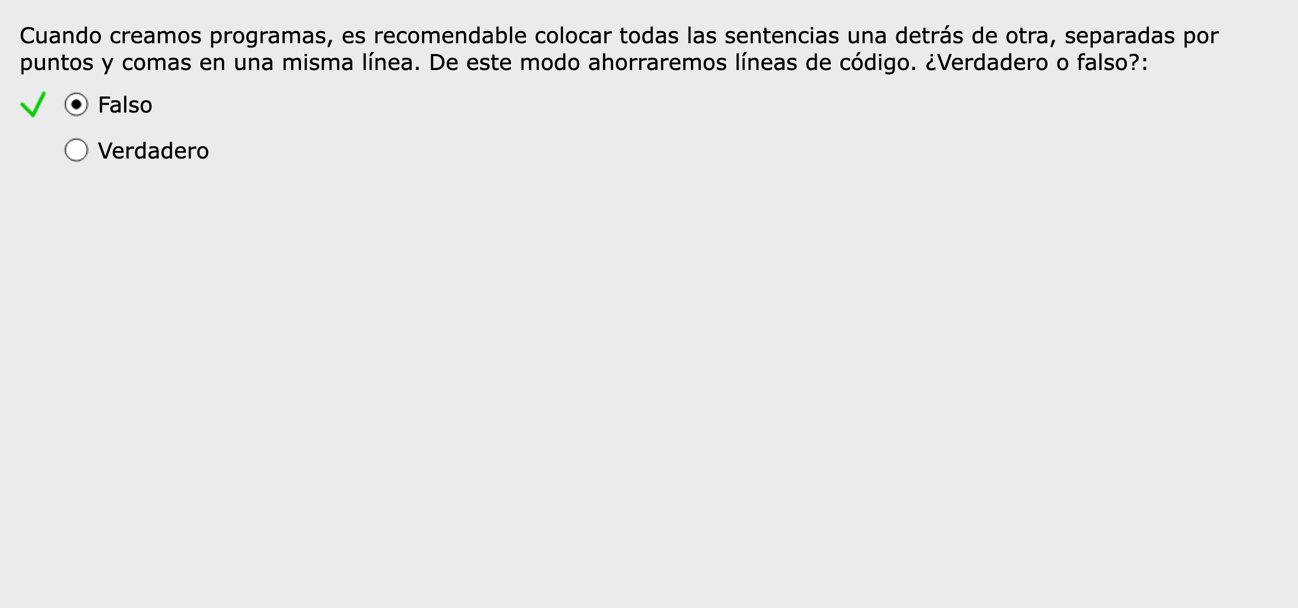 Cuando creamos programas, es recomendable colocar todas las sentencias una detrás de otra, separadas por
puntos y comas en una misma línea. De este modo ahorraremos líneas de código. ¿Verdadero o falso?:
Falso
Verdadero